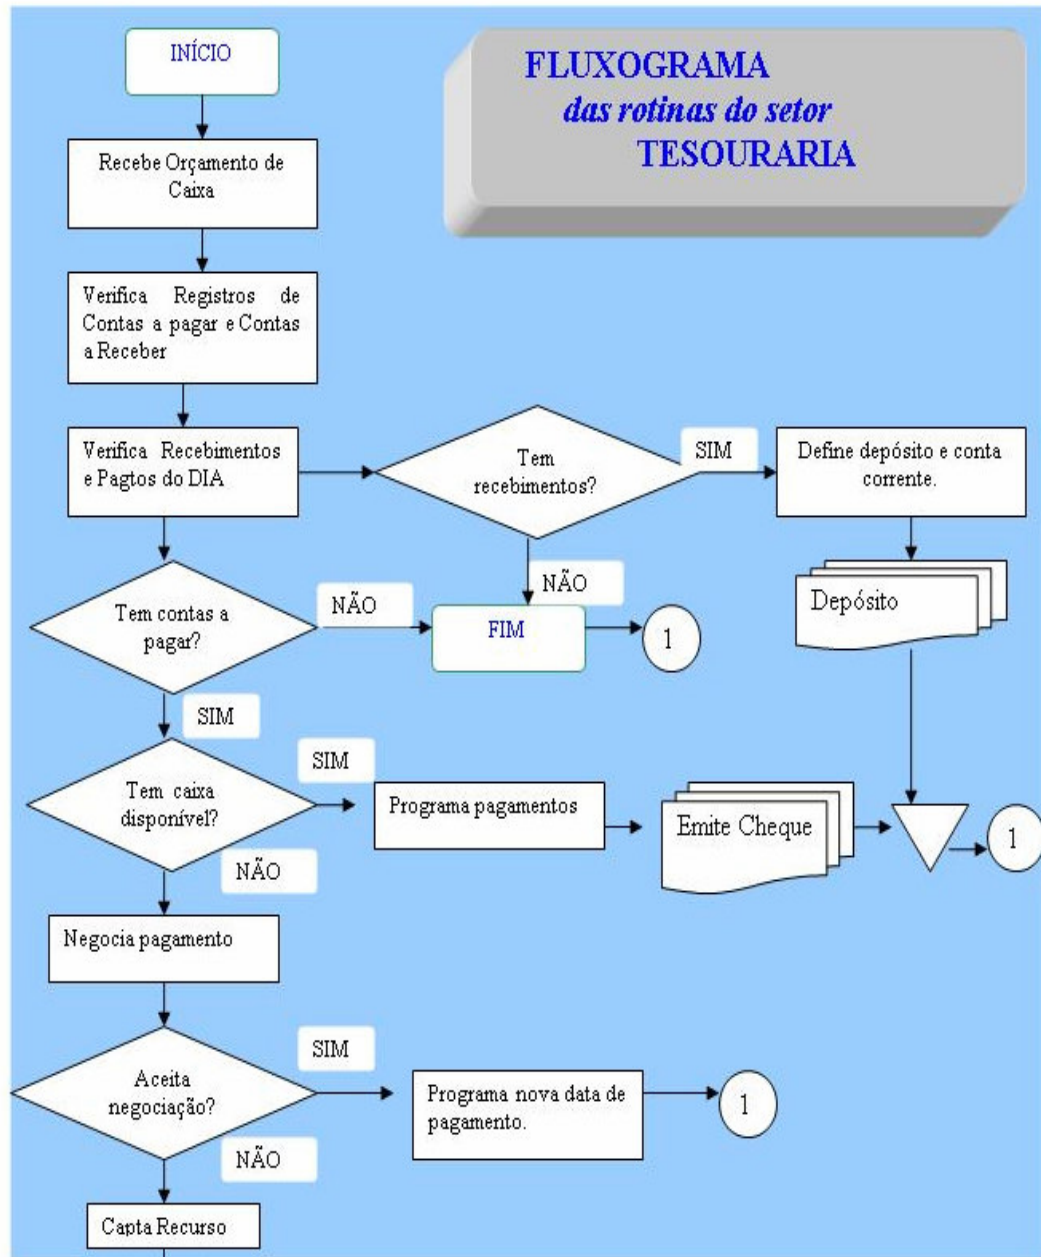 INÍCIO
FLUXOGRAMA
das rotinas do setor
TESOURARIA
Recebe Orçamento de
Caixa
Verifica Registros de
Contas a pagar e Contas
a Receber
Verifica Recebimentos
e Pagtos do DIA
Tem
recebimentos?
SIM
Define depósito e conta
corrente.
NÃO
Depósito
Tem contas a
pagar?
NÃO
FIM
1
SIM
Tem caixa
disponível?
SIM
Programa pagamentos
Emite Cheque
1
NÃO
Negocia pagamento
Aceita
negociação?
SIM
Programa nova data de
pagamento.
1
NÃO
Capta Recurso